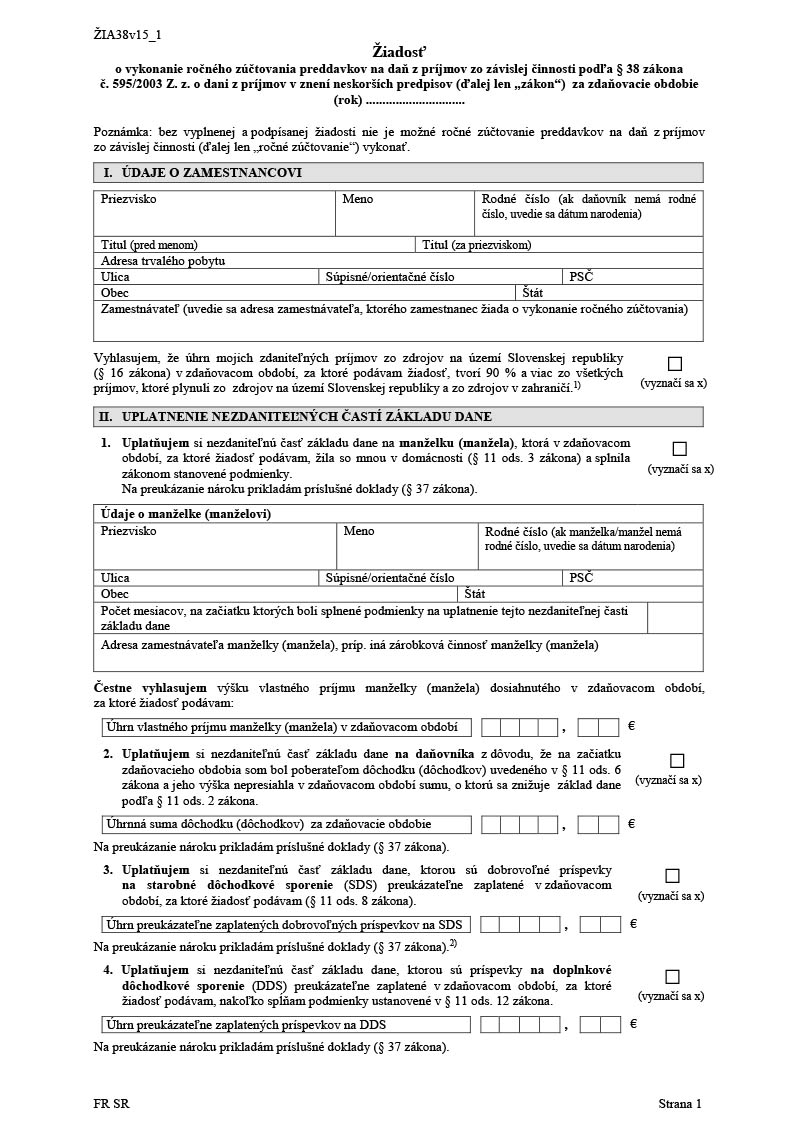 ŽIA38v15_1
Žiadosť
o vykonanie ročného zúčtovania preddavkov na daň z príjmov zo závislej činnosti podľa § 38 zákona
č. 595/2003 Z. z. o dani z príjmov v znení neskorších predpisov (ďalej len „zákon“) za zdaňovacie obdobie
(rok) ..............................
Poznámka: bez vyplnenej a podpísanej žiadosti nie je možné ročné zúčtovanie preddavkov na daň z príjmov
zo závislej činnosti (ďalej len „ročné zúčtovanie“) vykonať.
I. ÚDAJE O ZAMESTNANCOVI
Priezvisko Meno Rodné číslo (ak daňovník nemá rodné
číslo, uvedie sa dátum narodenia)
Titul (pred menom) Titul (za priezviskom)
Adresa trvalého pobytu
Ulica Súpisné/orientačné číslo PSČ
Obec Štát
Zamestnávateľ (uvedie sa adresa zamestnávateľa, ktorého zamestnanec žiada o vykonanie ročného zúčtovania)
Vyhlasujem, že úhrn mojich zdaniteľných príjmov zo zdrojov na území Slovenskej republiky
(§ 16 zákona) v zdaňovacom období, za ktoré podávam žiadosť, tvorí 90 % a viac zo všetkých
príjmov, ktoré plynuli zo zdrojov na území Slovenskej republiky a zo zdrojov v zahraničí.1)
(vyznačí sa x)
II. UPLATNENIE NEZDANITEĽNÝCH ČASTÍ ZÁKLADU DANE
1. Uplatňujem si nezdaniteľnú časť základu dane na manželku (manžela), ktorá v zdaňovacom
období, za ktoré žiadosť podávam, žila so mnou v domácnosti (§ 11 ods. 3 zákona) a splnila
zákonom stanovené podmienky.
Na preukázanie nároku prikladám príslušné doklady (§ 37 zákona).
(vyznačí sa x)
Údaje o manželke (manželovi)
Priezvisko Meno Rodné číslo (ak manželka/manžel nemá
rodné číslo, uvedie sa dátum narodenia)
Ulica Súpisné/orientačné číslo PSČ
Obec Štát
Počet mesiacov, na začiatku ktorých boli splnené podmienky na uplatnenie tejto nezdaniteľnej časti
základu dane
Adresa zamestnávateľa manželky (manžela), príp. iná zárobková činnosť manželky (manžela)
Čestne vyhlasujem výšku vlastného príjmu manželky (manžela) dosiahnutého v zdaňovacom období,
za ktoré žiadosť podávam:
Úhrn vlastného príjmu manželky (manžela) v zdaňovacom období , €
2. Uplatňujem si nezdaniteľnú časť základu dane na daňovníka z dôvodu, že na začiatku
zdaňovacieho obdobia som bol poberateľom dôchodku (dôchodkov) uvedeného v § 11 ods. 6
zákona a jeho výška nepresiahla v zdaňovacom období sumu, o ktorú sa znižuje základ dane
podľa § 11 ods. 2 zákona.
(vyznačí sa x)
Úhrnná suma dôchodku (dôchodkov) za zdaňovacie obdobie , €
Na preukázanie nároku prikladám príslušné doklady (§ 37 zákona).
3. Uplatňujem si nezdaniteľnú časť základu dane, ktorou sú dobrovoľné príspevky
na starobné dôchodkové sporenie (SDS) preukázateľne zaplatené v zdaňovacom
období, za ktoré žiadosť podávam (§ 11 ods. 8 zákona).
(vyznačí sa x)
Úhrn preukázateľne zaplatených dobrovoľných príspevkov na SDS , €
Na preukázanie nároku prikladám príslušné doklady (§ 37 zákona).2)
4. Uplatňujem si nezdaniteľnú časť základu dane, ktorou sú príspevky na doplnkové
dôchodkové sporenie (DDS) preukázateľne zaplatené v zdaňovacom období, za ktoré
žiadosť podávam, nakoľko spĺňam podmienky ustanovené v § 11 ods. 12 zákona.
(vyznačí sa x)
Úhrn preukázateľne zaplatených príspevkov na DDS , €
Na preukázanie nároku prikladám príslušné doklady (§ 37 zákona).
FR SR Strana 1